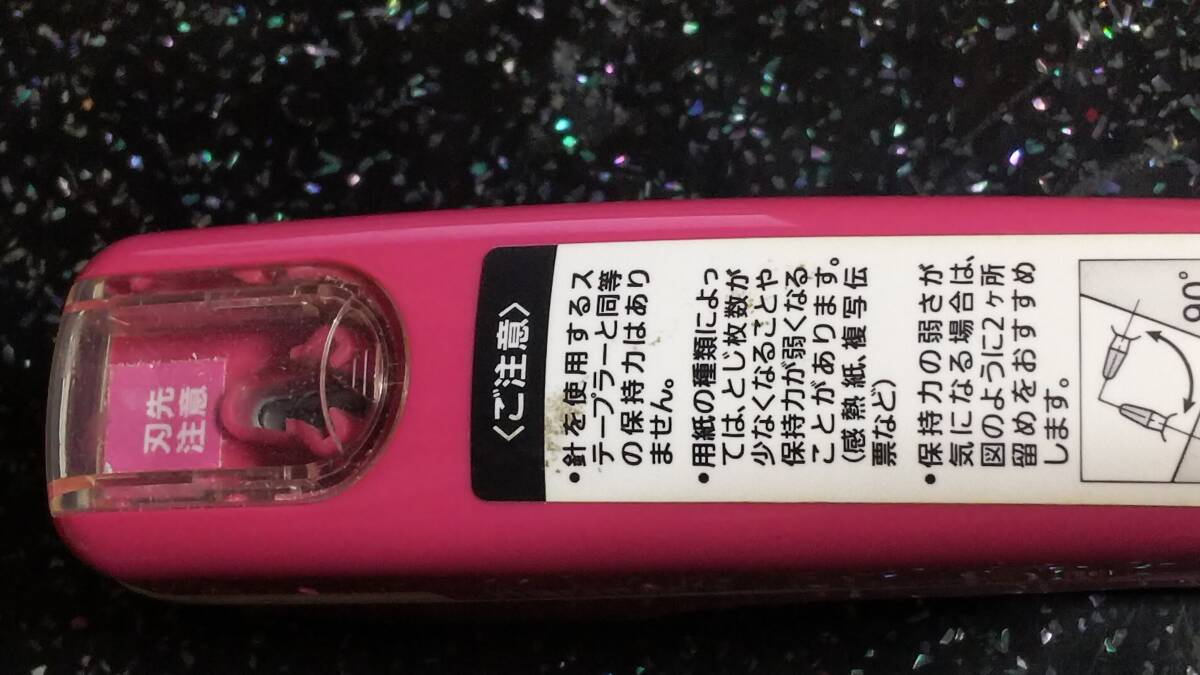 刃先
注意
〈ご注意〉
•針を使用するス
テープラーと同等
の保持力はあり
ません。
•用紙の種類によっ
ては、とじ枚数が
少なくなることや
保持力が弱くなる
ことがあります。
(感熱紙、複写伝
票など)
•保持力の弱さが
気になる場合は、
図のように2ヶ所
留めをおすすめ
します。
90°